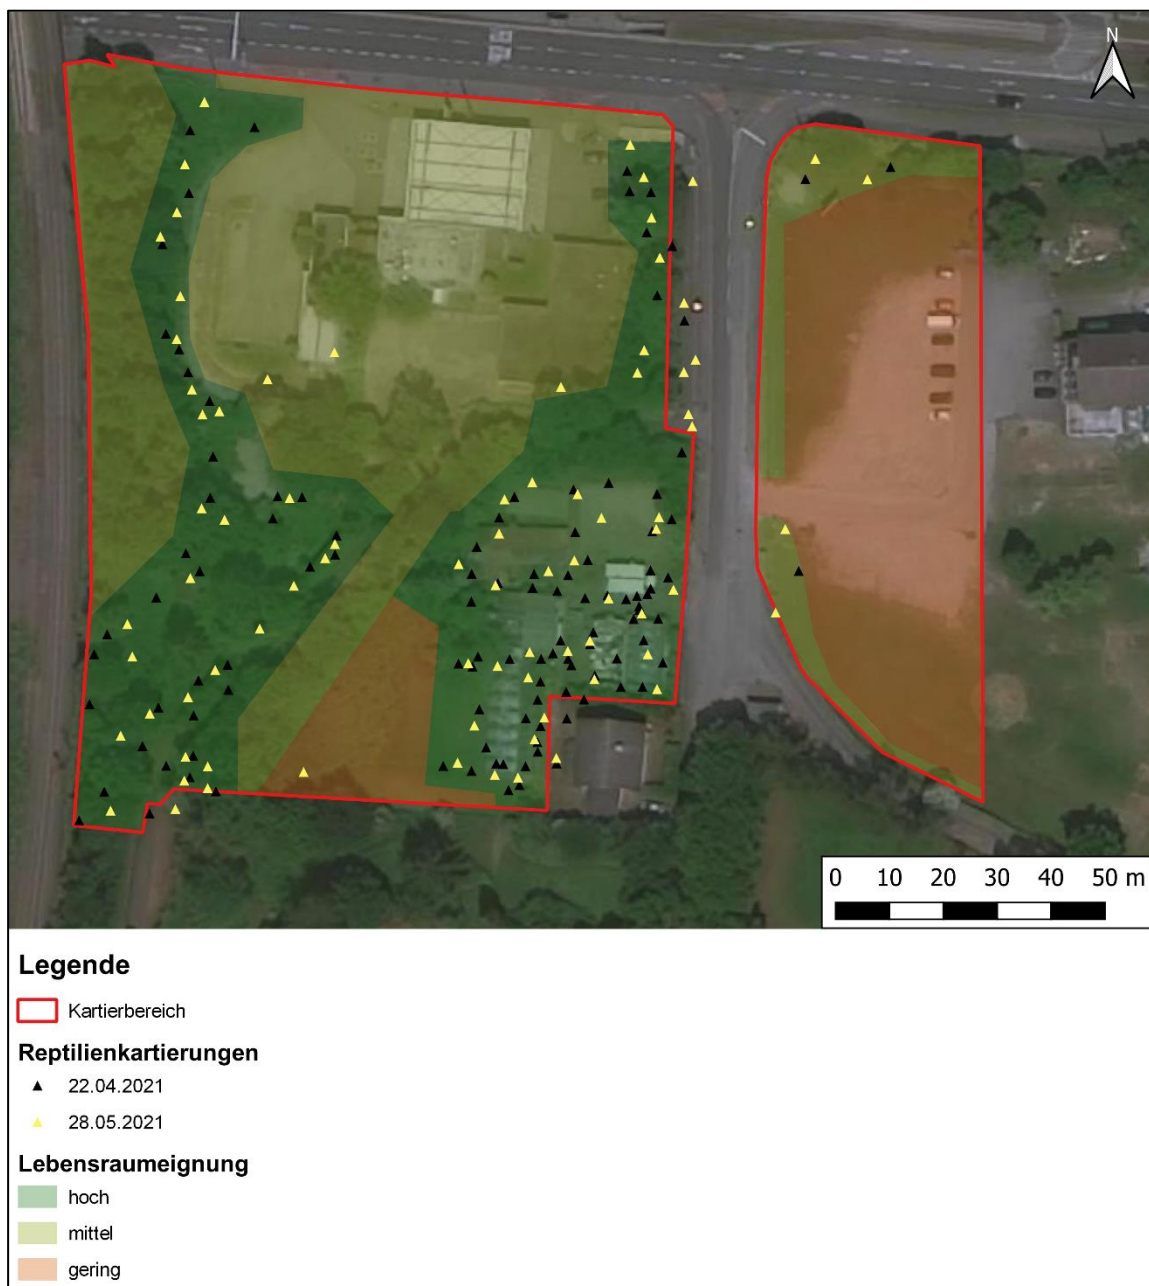 N
0 10 20 30 40 50 m
Legende
Kartierbereich
Reptilienkartierungen
22.04.2021
28.05.2021
Lebensraumeignung
hoch
mittel
gering